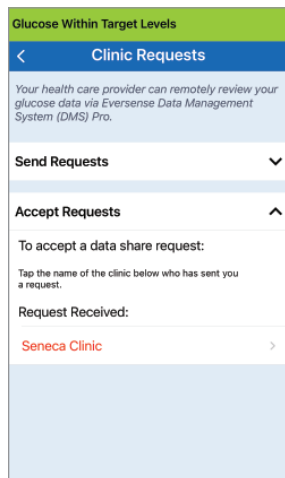 Glucose Within Target Levels
Clinic Requests
Your health care provider can remotely review your
glucose data via Eversense Data Management
System (DMS) Pro.
Send Requests
Accept Requests
To accept a data share request:
Tap the name of the clinic below who has sent you
a request.
Request Received:
Seneca Clinic